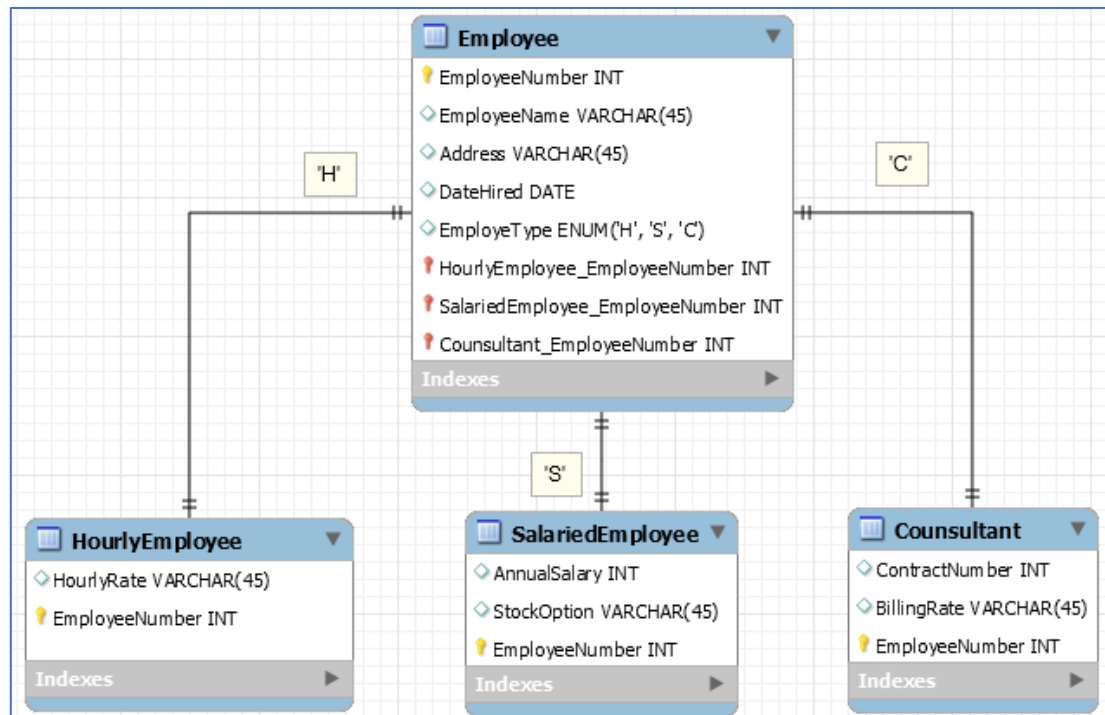 Employee
EmployeeNumber INT
EmployeeName VARCHAR(45)
Address VARCHAR(45)
DateHired DATE
EmployeType ENUM('H', 'S', 'C')
HourlyEmployee_EmployeeNumber INT
SalariedEmployee_EmployeeNumber INT
Counsultant_EmployeeNumber INT
Indexes
'H'
'C'
'S'
HourlyEmployee
HourlyRate VARCHAR(45)
EmployeeNumber INT
Indexes
SalariedEmployee
AnnualSalary INT
StockOption VARCHAR(45)
EmployeeNumber INT
Indexes
Counsultant
ContractNumber INT
BillingRate VARCHAR(45)
EmployeeNumber INT
Indexes